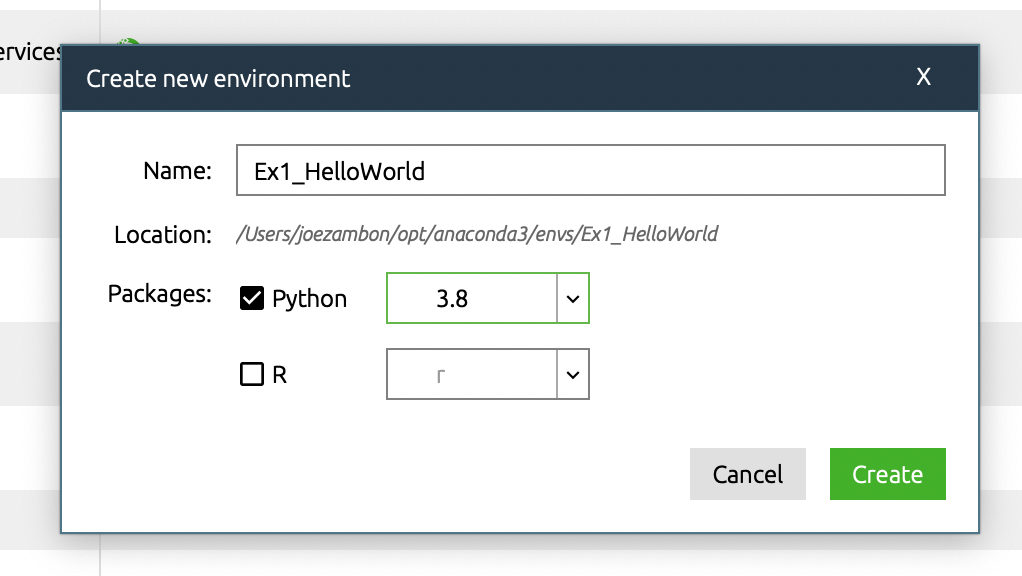 ervices
Create new environment X
Name: Ex1_HelloWorld
Location: /Users/joezambon/opt/anaconda3/envs/Ex1_HelloWorld
Packages: Python 3.8
R r
Cancel Create